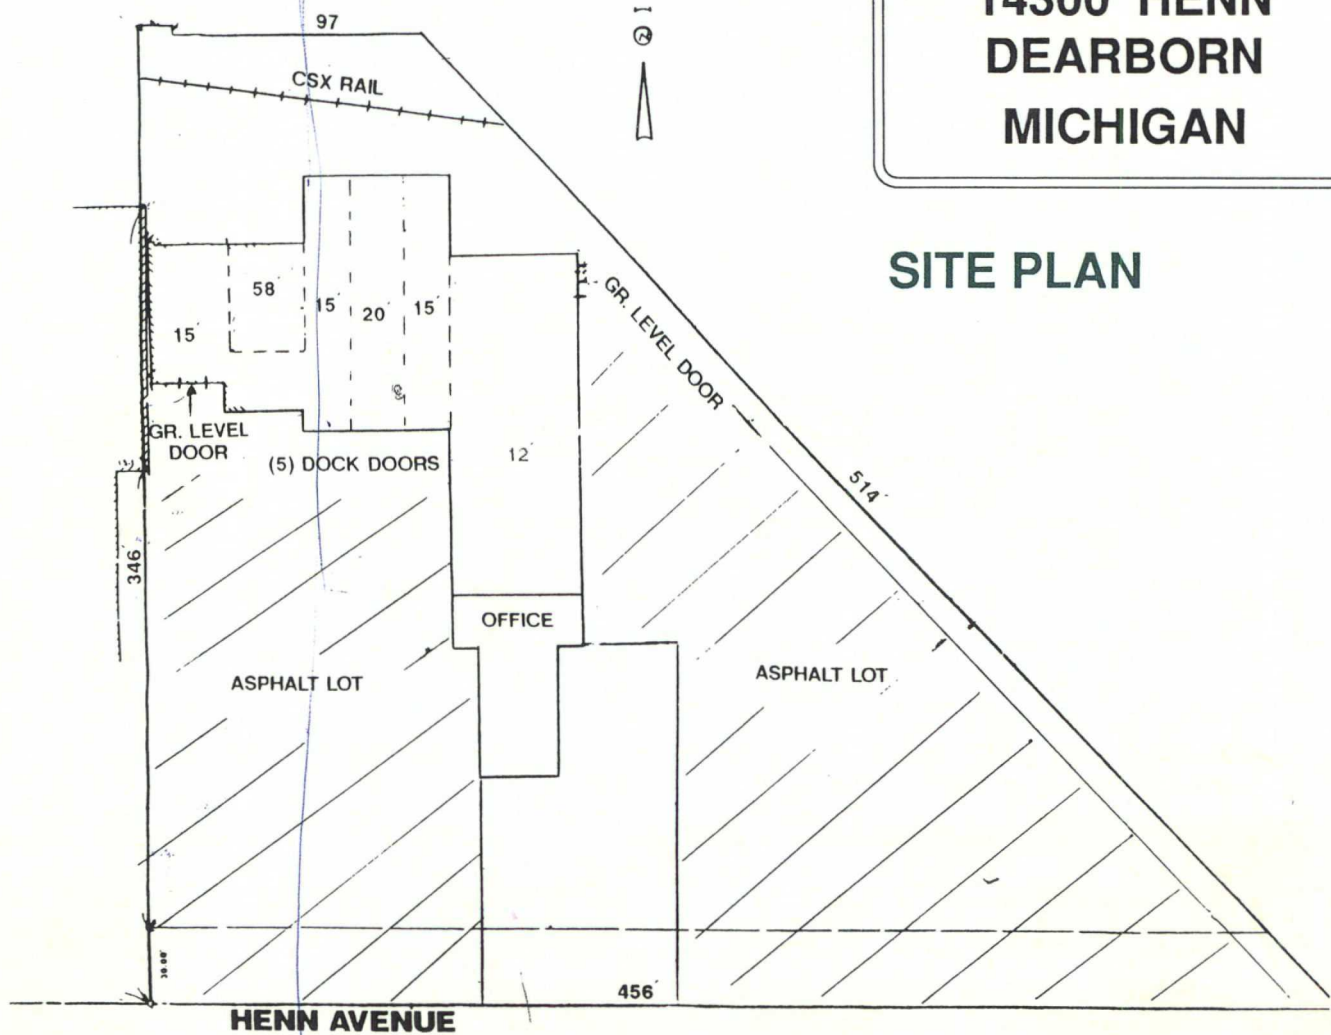 97
CSX RAIL
14300 HENN
DEARBORN
MICHIGAN
SITE PLAN
58'
15'
15'
20'
15'
GR. LEVEL DOOR
GR. LEVEL
DOOR
(5) DOCK DOORS
12'
514'
346
OFFICE
ASPHALT LOT
ASPHALT LOT
456'
HENN AVENUE